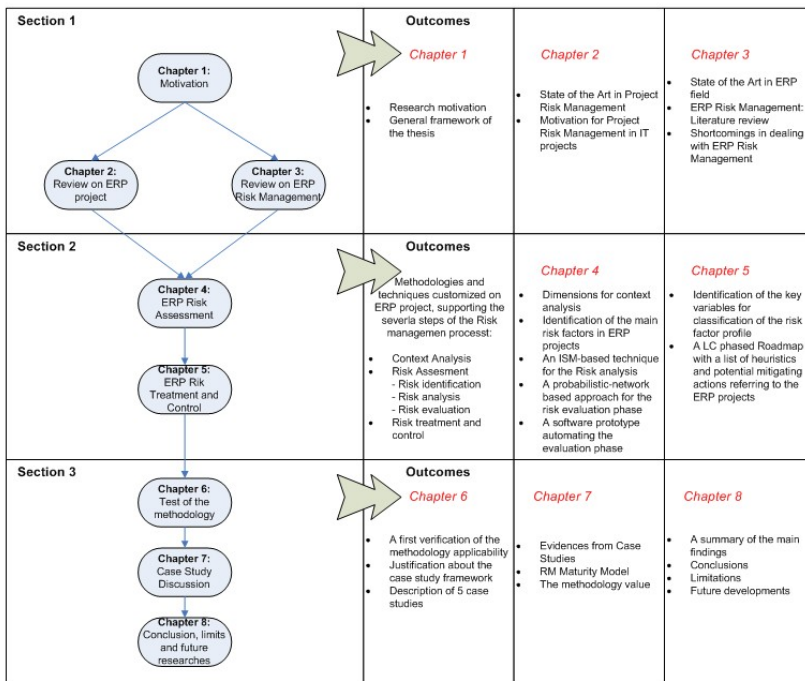 Section 1
Chapter 1:
Motivation
Chapter 2:
Review on ERP
project
Chapter 3:
Review on ERP
Risk Management
Outcomes
Chapter 1
• Research motivation
• General framework of
the thesis
Chapter 2
• State of the Art in Project
Risk Management
• Motivation for Project
Risk Management in IT
projects
Chapter 3
• State of the Art in ERP
field
• ERP Risk Management:
Literature review
• Shortcomings in dealing
with ERP Risk
Management
Section 2
Chapter 4:
ERP Risk
Assessment
Chapter 5:
ERP Rik
Treatment and
Control
Outcomes
Methodologies and
techniques customized on
ERP project, supporting the
severla steps of the Risk
managemen processt:
• Context Analysis
• Risk Assesment
- Risk identification
- Risk analysis
- Risk evaluation
• Risk treatment and
control
Chapter 4
• Dimensions for context
analysis
• Identification of the main
risk factors in ERP
projects
• An ISM-based technique
for the Risk analysis
• A probabilistic-network
based approach for the
risk evaluation phase
• A software prototype
automating the
evaluation phase
Chapter 5
• Identification of the key
variables for
classification of the risk
factor profile
• A LC phased Roadmap
with a list of heuristics
and potential mitigating
actions referring to the
ERP projects
Section 3
Chapter 6:
Test of the
methodology
Chapter 7:
Case Study
Discussion
Chapter 8:
Conclusion, limits
and future
researches
Outcomes
Chapter 6
• A first verification of the
methodology applicability
• Justification about the
case study framework
• Description of 5 case
studies
Chapter 7
• Evidences from Case
Studies
• RM Maturity Model
• The methodology value
Chapter 8
• A summary of the main
findings
• Conclusions
• Limitations
• Future developments